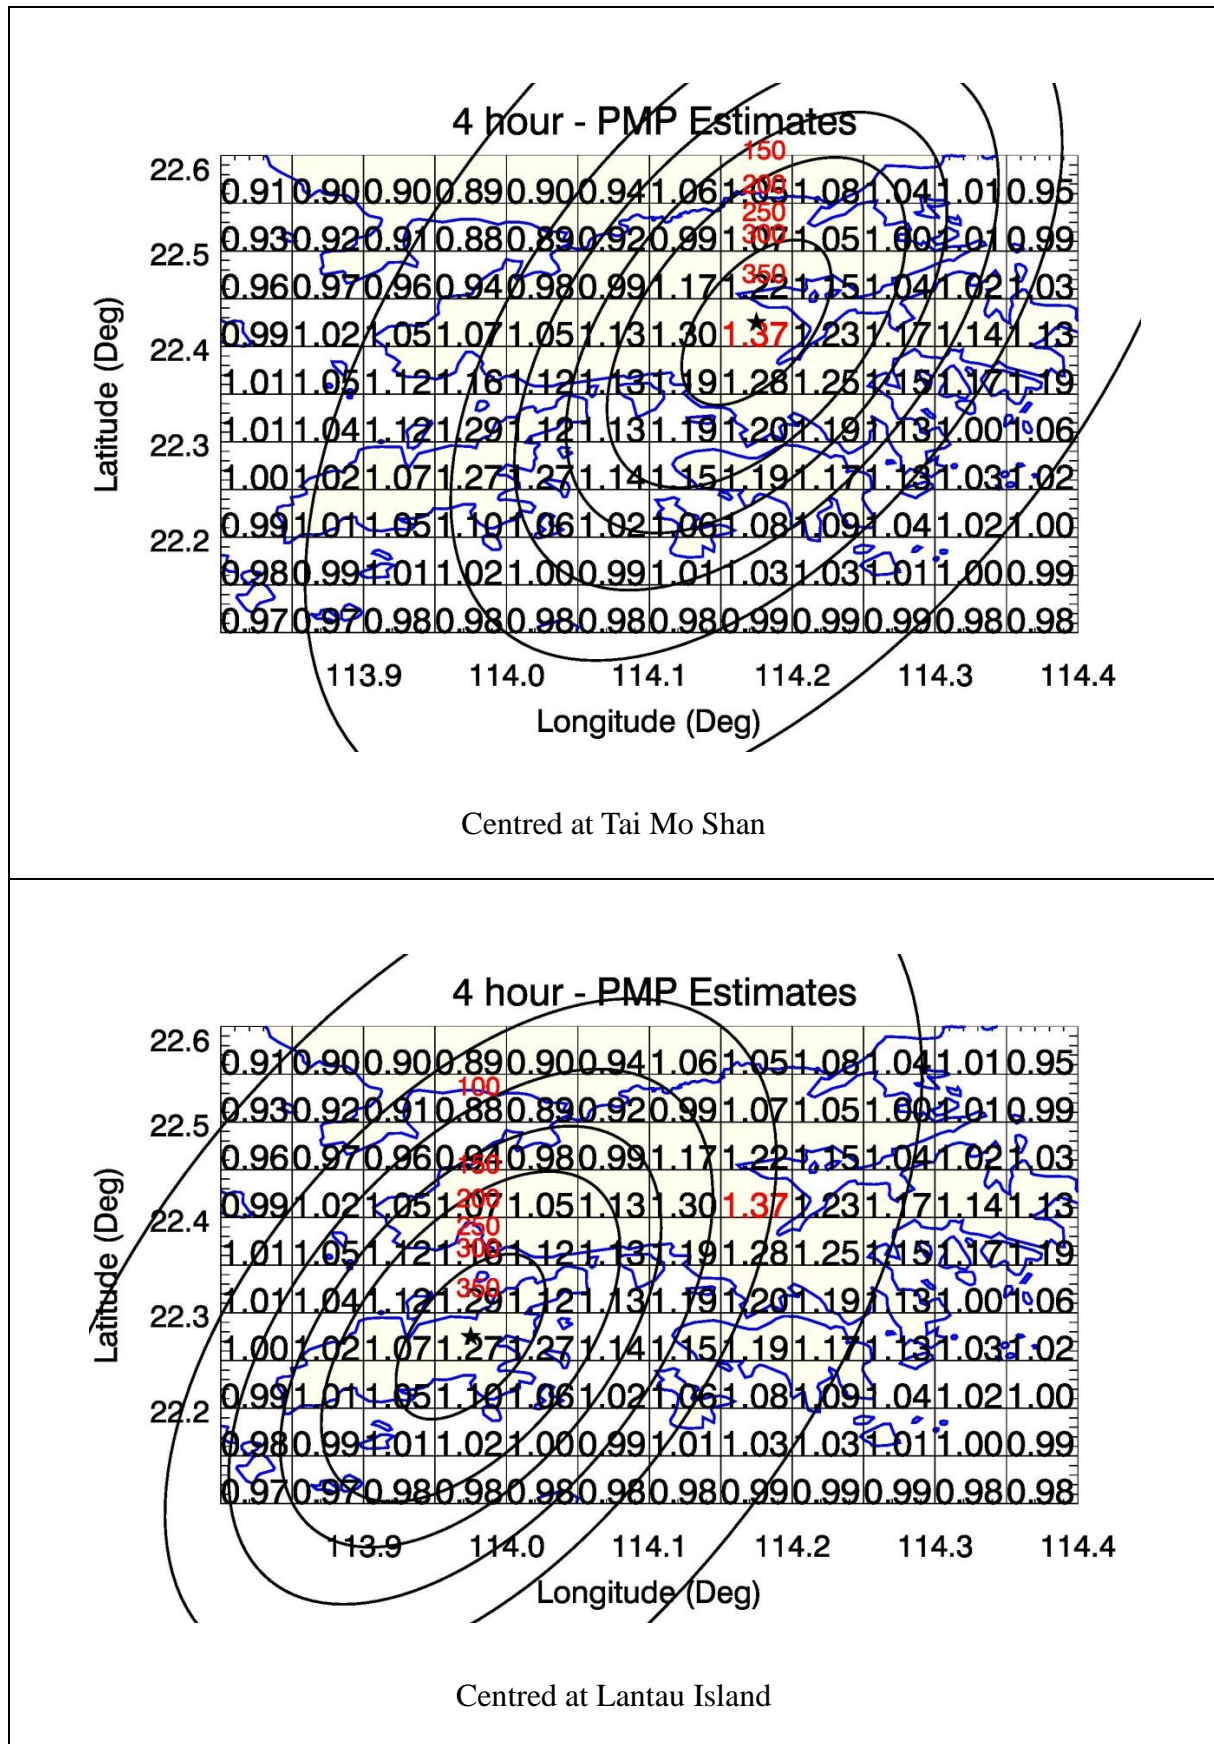 4 hour - PMP Estimates
150
22.6
0.91 0.90 0.90 0.89 0.90 0.94 1.06 1.05 1.08 1.04 1.01 0.95
200
250
300
0.93 0.92 0.91 0.88 0.89 0.92 0.99 1.07 1.05 1.60 1.01 0.99
22.5
350
0.96 0.97 0.96 0.94 0.98 0.99 1.17 1.22 1.15 1.04 1.02 1.03
0.99 1.02 1.05 1.07 1.05 1.13 1.30 1.37 1.23 1.17 1.14 1.13
22.4
1.01 1.05 1.12 1.16 1.12 1.13 1.19 1.28 1.25 1.15 1.17 1.19
1.01 1.04 1.12 1.29 1.12 1.13 1.19 1.20 1.19 1.13 1.00 1.06
22.3
1.00 1.02 1.07 1.27 1.27 1.14 1.15 1.19 1.17 1.13 1.03 1.02
0.99 1.01 1.05 1.10 1.06 1.02 1.06 1.08 1.09 1.04 1.02 1.00
22.2
0.98 0.99 1.01 1.02 1.00 0.99 1.01 1.03 1.03 1.01 1.00 0.99
0.97 0.97 0.98 0.98 0.98 0.98 0.98 0.99 0.99 0.99 0.98 0.98
Latitude (Deg)
113.9 114.0 114.1 114.2 114.3 114.4
Longitude (Deg)
Centred at Tai Mo Shan
4 hour - PMP Estimates
22.6
0.91 0.90 0.90 0.89 0.90 0.94 1.06 1.05 1.08 1.04 1.01 0.95
100
0.93 0.92 0.91 0.88 0.89 0.92 0.99 1.07 1.05 1.60 1.01 0.99
22.5
0.96 0.97 0.96 0.94 0.98 0.99 1.17 1.22 1.15 1.04 1.02 1.03
150
200
0.99 1.02 1.05 1.07 1.05 1.13 1.30 1.37 1.23 1.17 1.14 1.13
22.4
250
300
1.01 1.05 1.12 1.16 1.12 1.13 1.19 1.28 1.25 1.15 1.17 1.19
350
1.01 1.04 1.12 1.29 1.12 1.13 1.19 1.20 1.19 1.13 1.00 1.06
22.3
1.00 1.02 1.07 1.27 1.27 1.14 1.15 1.19 1.17 1.13 1.03 1.02
0.99 1.01 1.05 1.10 1.06 1.02 1.06 1.08 1.09 1.04 1.02 1.00
22.2
0.98 0.99 1.01 1.02 1.00 0.99 1.01 1.03 1.03 1.01 1.00 0.99
0.97 0.97 0.98 0.98 0.98 0.98 0.98 0.99 0.99 0.99 0.98 0.98
Latitude (Deg)
113.9 114.0 114.1 114.2 114.3 114.4
Longitude (Deg)
Centred at Lantau Island